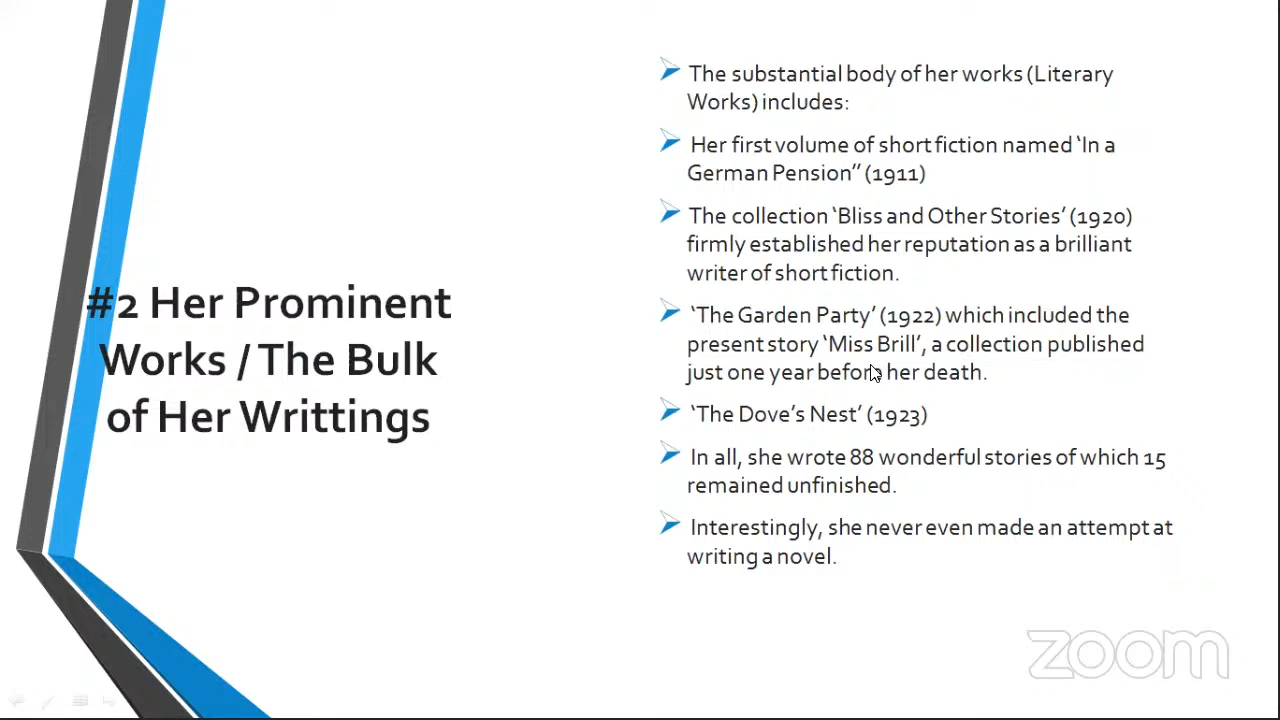 #2 Her Prominent
Works / The Bulk
of Her Writtings
The substantial body of her works (Literary
Works) includes:
Her first volume of short fiction named ‘In a
German Pension” (1911)
The collection ‘Bliss and Other Stories’ (1920)
firmly established her reputation as a brilliant
writer of short fiction.
‘The Garden Party’ (1922) which included the
present story ‘Miss Brill’, a collection published
just one year before her death.
‘The Dove’s Nest’ (1923)
In all, she wrote 88 wonderful stories of which 15
remained unfinished.
Interestingly, she never even made an attempt at
writing a novel.
zoom